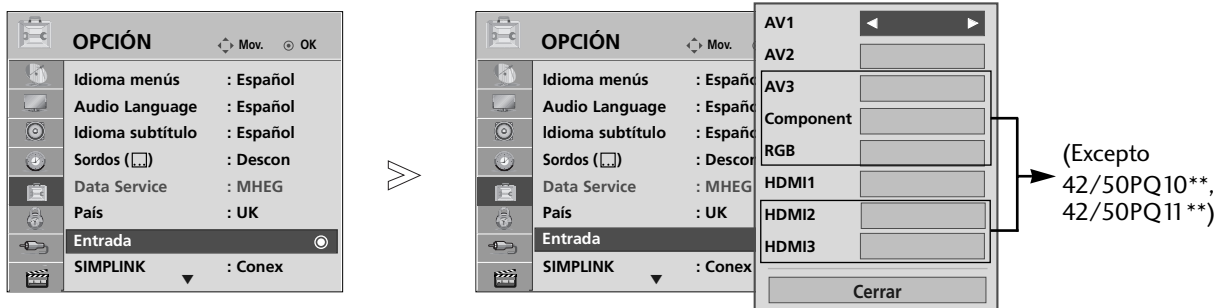 OPCIÓN Mov. OK
Idioma menús : Español
Audio Language : Español
Idioma subtítulo : Español
Sordos ( ) : Descon
Data Service : MHEG
País : UK
Entrada
SIMPLINK : Conex
OPCIÓN Mov.
Idioma menús : Españo
Audio Language : Españo
Idioma subtítulo : Españo
Sordos ( ) : Descon
Data Service : MHEG
País : UK
Entrada
SIMPLINK : Conex
AV1
AV2
AV3
Component
RGB
HDMI1
HDMI2
HDMI3
Cerrar
(Excepto
42/50PQ10**,
42/50PQ11**)